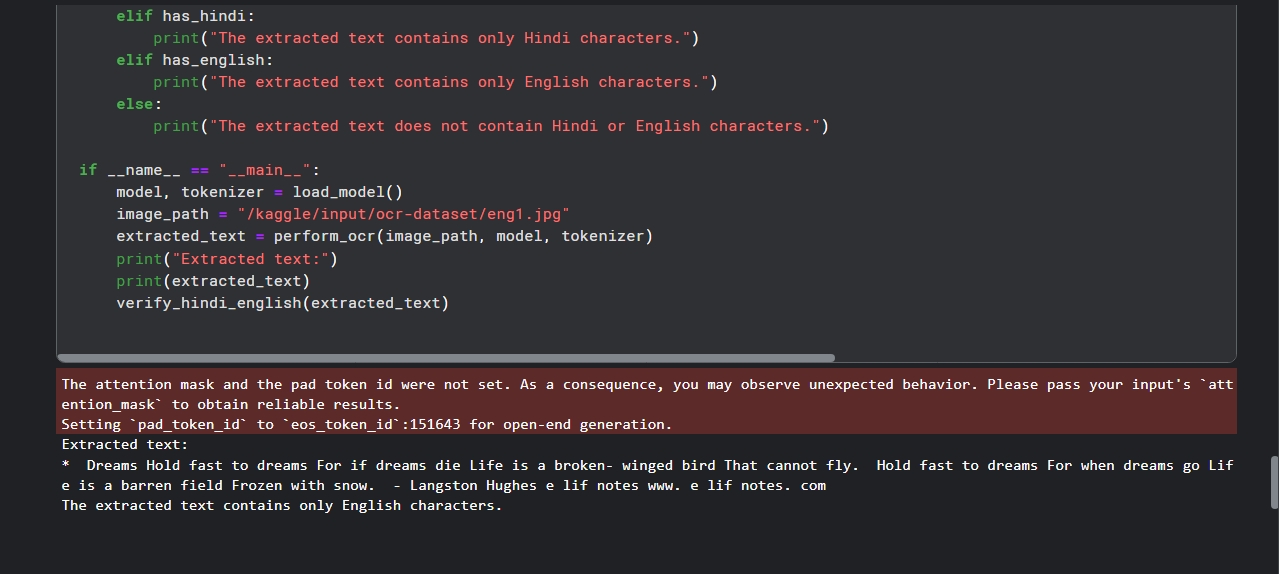 elif has_hindi:
print("The extracted text contains only Hindi characters.")
elif has_english:
print("The extracted text contains only English characters.")
else:
print("The extracted text does not contain Hindi or English characters.")
if __name__ == "__main__":
model, tokenizer = load_model()
image_path = "/kaggle/input/ocr-dataset/eng1.jpg"
extracted_text = perform_ocr(image_path, model, tokenizer)
print("Extracted text:")
print(extracted_text)
verify_hindi_english(extracted_text)
The attention mask and the pad token id were not set. As a consequence, you may observe unexpected behavior. Please pass your input's `att
ention_mask` to obtain reliable results.
Setting `pad_token_id` to `eos_token_id`:151643 for open-end generation.
Extracted text:
*  Dreams Hold fast to dreams For if dreams die Life is a broken- winged bird That cannot fly.  Hold fast to dreams For when dreams go Lif
e is a barren field Frozen with snow.  - Langston Hughes e lif notes www. e lif notes. com
The extracted text contains only English characters.